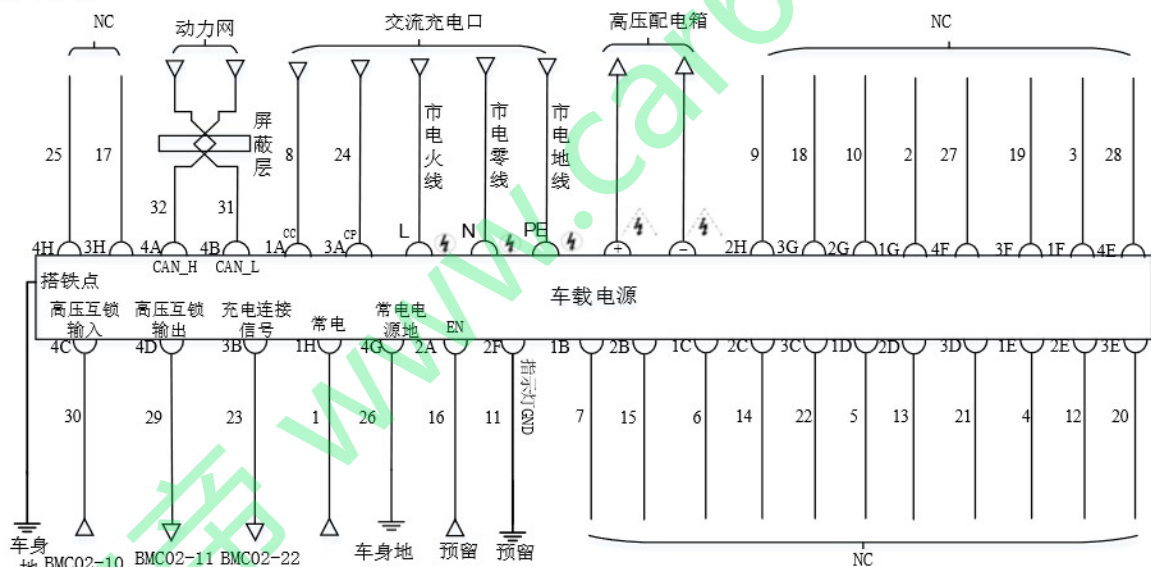 NC 动力网 交流充电口 高压配电箱 NC
屏蔽层
市电火线 市电零线 市电地线
25 17 8 24 9 18 10 2 27 19 3 28
32 31
CC CP L N PE
4H 3H 4A 4B 1A 3A + - 2H 3G 2G 1G 4F 3F 1F 4E
CAN_H CAN_L
搭铁点 车载电源
高压互锁输入 高压互锁输出 充电连接信号 常电 常电电源地 EN
4C 4D 3B 1H 4G 2A 2F 1B 2B 1C 2C 3C 1D 2D 3D 1E 2E 3E
指示灯GND
30 29 23 1 26 16 11 7 15 6 14 22 5 13 21 4 12 20
车身地 BMC02-10 BMC02-11 BMC02-22 车身地 预留 预留 NC
www.car6
帝